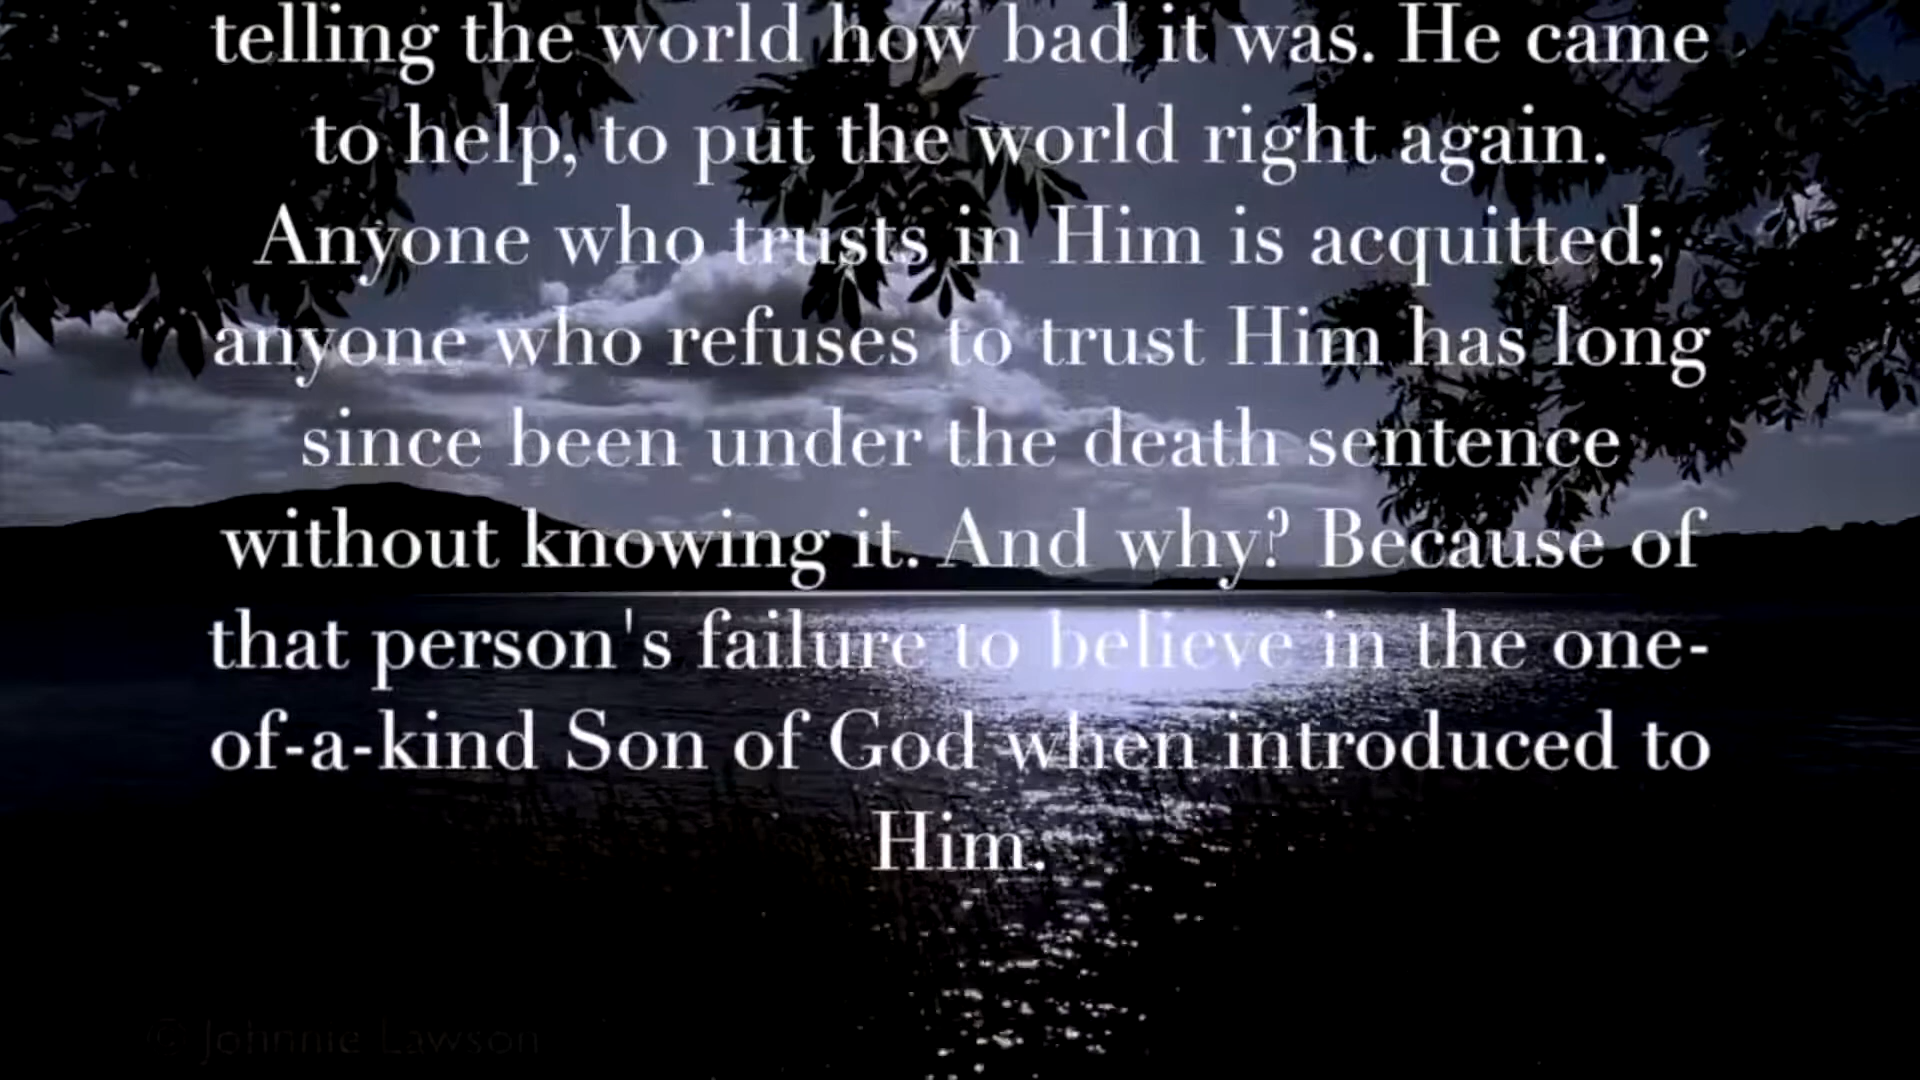 telling the world how bad it was. He came
to help, to put the world right again.
Anyone who trusts in Him is acquitted;
anyone who refuses to trust Him has long
since been under the death sentence
without knowing it. And why? Because of
that person's failure to believe in the one-
of-a-kind Son of God when introduced to
Him.
© Johnnie Lawson